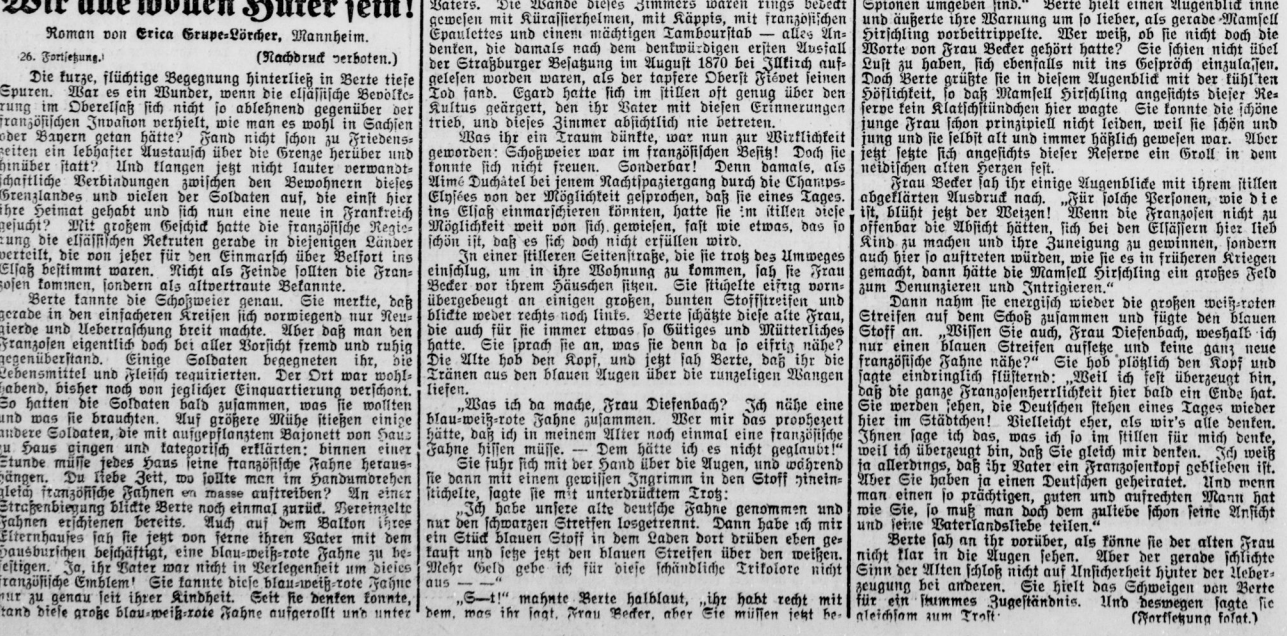 Wir alle wollen Hüter sein!
Roman von Erica Grupe-Lörcher, Mannheim.
26. Fortsetzung. (Nachdruck verboten.)
Die kurze, flüchtige Begegnung hinterließ in Berte tiefe
Spuren. War es ein Wunder, wenn die elsässische Bevölke-
rung im Oberelsaß sich nicht so ablehnend gegenüber der
französischen Invasion verhielt, wie man es wohl in Sachsen
oder Bayern getan hätte? Fand nicht schon zu Friedens-
zeiten ein lebhafter Austausch über die Grenze herüber und
hinüber statt? Und klangen jetzt nicht lauter verwandt-
schaftliche Verbindungen zwischen den Bewohnern dieses
Grenzlandes und vielen der Soldaten auf, die einst hier
ihre Heimat gehabt und sich nun eine neue in Frankreich
gesucht? Mit großem Geschick hatte die französische Regie-
rung die elsässischen Rekruten gerade in diejenigen Länder
verteilt, die von jeher für den Einmarsch über Belfort ins
Elsaß bestimmt waren. Nicht als Feinde sollten die Fran-
zosen kommen, sondern als altvertraute Bekannte.
Berte kannte die Schoßweier genau. Sie merkte, daß
gerade in den einfacheren Kreisen sich vorwiegend nur Neu-
gierde und Ueberraschung breit machte. Aber daß man den
Franzosen eigentlich doch bei aller Vorsicht fremd und ruhig
gegenüberstand. Einige Soldaten begegneten ihr, die
Lebensmittel und Fleisch requirierten. Der Ort war wohl-
habend, bisher noch von jeglicher Einquartierung verschont.
So hatten die Soldaten bald zusammen, was sie wollten
und was sie brauchten. Auf größere Mühe stießen einige
andere Soldaten, die mit aufgepflanztem Bajonett von Haus
zu Haus gingen und kategorisch erklärten: binnen einer
Stunde müsse jedes Haus seine französische Fahne heraus-
hängen. Du liebe Zeit, wo sollte man im Handumdrehen
gleich französische Fahnen en masse auftreiben? An einer
Straßenbiegung blickte Berte noch einmal zurück. Vereinzelte
Fahnen erschienen bereits. Auch auf dem Balkon ihres
Elternhauses sah sie jetzt von ferne ihren Vater mit dem
Hausburschen beschäftigt, eine blau-weiß-rote Fahne zu be-
festigen. Ja, ihr Vater war nicht in Verlegenheit um dieses
französische Emblem! Sie kannte diese blau-weiß-rote Fahne
nur zu genau seit ihrer Kindheit. Seit sie denken konnte,
stand diese große blau-weiß-rote Fahne aufgerollt und unter
Vaters. Die Wände dieses Zimmers waren rings bedeckt
gewesen mit Kürassierhelmen, mit Käppis, mit französischen
Epaulettes und einem mächtigen Tambourstab — alles An-
denken, die damals nach dem denkwürdigen ersten Ausfall
der Straßburger Besatzung im August 1870 bei Illkirch auf-
gelesen worden waren, als der tapfere Oberst Fiévet seinen
Tod fand. Egard hatte sich im stillen oft genug über den
Kultus geärgert, den ihr Vater mit diesen Erinnerungen
trieb, und dieses Zimmer absichtlich nie betreten.
Was ihr ein Traum dünkte, war nun zur Wirklichkeit
geworden: Schoßweier war im französischen Besitz! Doch sie
konnte sich nicht freuen. Sonderbar! Denn damals, als
Aimé Duchâtel bei jenem Nachtspaziergang durch die Champs-
Elysées von der Möglichkeit gesprochen, daß sie eines Tages
ins Elsaß einmarschieren könnten, hatte sie im stillen diese
Möglichkeit weit von sich gewiesen, fast wie etwas, das so
schön ist, daß es sich doch nicht erfüllen wird.
In einer stilleren Seitenstraße, die sie trotz des Umweges
einschlug, um in ihre Wohnung zu kommen, sah sie Frau
Becker vor ihrem Häuschen sitzen. Sie stichelte eifrig vorn-
übergebeugt an einigen großen, bunten Stoffstreifen und
blickte weder rechts noch links. Berte schätzte diese alte Frau,
die auch für sie immer etwas so Gütiges und Mütterliches
hatte. Sie sprach sie an, was sie denn da so eifrig nähe?
Die Alte hob den Kopf, und jetzt sah Berte, daß ihr die
Tränen aus den blauen Augen über die runzeligen Wangen
liefen.
„Was ich da mache, Frau Diefenbach? Ich nähe eine
blau-weiß-rote Fahne zusammen. Wer mir das prophezeit
hätte, daß ich in meinem Alter noch einmal eine französische
Fahne hissen müsse. — Dem hätte ich es nicht geglaubt!“
Sie fuhr sich mit der Hand über die Augen, und während
sie dann mit einem gewissen Ingrimm in den Stoff hinein-
stichelte, sagte sie mit unterdrücktem Trotz:
„Ich habe unsere alte deutsche Fahne genommen und
nur den schwarzen Streifen losgetrennt. Dann habe ich mir
ein Stück blauen Stoff in dem Laden dort drüben eben ge-
kauft und setze jetzt den blauen Streifen über den weißen.
Mehr Geld gebe ich für diese schändliche Trikolore nicht
aus — —“
„S—t!“ mahnte Berte halblaut, „ihr habt recht mit
dem, was ihr sagt, Frau Becker, aber Sie müssen jetzt be-
Spionen umgeben sind.“ Berte hielt einen Augenblick inne
und äußerte ihre Warnung um so lieber, als gerade Mamsell
Hirschling vorbeitrippelte. Wer weiß, ob sie nicht doch die
Worte von Frau Becker gehört hatte? Sie schien nicht übel
Lust zu haben, sich ebenfalls mit ins Gespräch einzulassen.
Doch Berte grüßte sie in diesem Augenblick mit der kühlsten
Höflichkeit, so daß Mamsell Hirschling angesichts dieser Re-
serve kein Klatschstündchen hier wagte. Sie konnte die schöne
junge Frau schon prinzipiell nicht leiden, weil sie schön und
jung und sie selbst alt und immer häßlich gewesen war. Aber
jetzt setzte sich angesichts dieser Reserve ein Groll in dem
neidischen alten Herzen fest.
Frau Becker sah ihr einige Augenblicke mit ihrem stillen
abgeklärten Ausdruck nach. „Für solche Personen, wie die
ist, blüht jetzt der Weizen! Wenn die Franzosen nicht zu
offenbar die Absicht hätten, sich bei den Elsässern hier lieb
Kind zu machen und ihre Zuneigung zu gewinnen, sondern
auch hier so auftreten würden, wie sie es in früheren Kriegen
gemacht, dann hätte die Mamsell Hirschling ein großes Feld
zum Denunzieren und Intrigieren.“
Dann nahm sie energisch wieder die großen weiß-roten
Streifen auf dem Schoß zusammen und fügte den blauen
Stoff an. „Wissen Sie auch, Frau Diefenbach, weshalb ich
nur einen blauen Streifen aufsetze und keine ganz neue
französische Fahne nähe?“ Sie hob plötzlich den Kopf und
sagte eindringlich flüsternd: „Weil ich fest überzeugt bin,
daß die ganze Franzosenherrlichkeit hier bald ein Ende hat.
Sie werden sehen, die Deutschen stehen eines Tages wieder
hier im Städtchen! Vielleicht eher, als wir's alle denken.
Ihnen sage ich das, was ich so im stillen für mich denke,
weil ich überzeugt bin, daß Sie gleich mir denken. Ich weiß
ja allerdings, daß ihr Vater ein Franzosenkopf geblieben ist.
Aber Sie haben ja einen Deutschen geheiratet. Und wenn
man einen so prächtigen, guten und aufrechten Mann hat
wie Sie, so muß man doch dem zuliebe schon seine Ansicht
und seine Vaterlandsliebe teilen.“
Berte sah an ihr vorüber, als könne sie der alten Frau
nicht klar in die Augen sehen. Aber der gerade schlichte
Sinn der Alten schloß nicht auf Unsicherheit hinter der Ueber-
zeugung bei anderen. Sie hielt das Schweigen von Berte
für ein stummes Zugeständnis. Und deswegen sagte sie
gleichsam zum Trost:
(Fortsetzung folgt.)